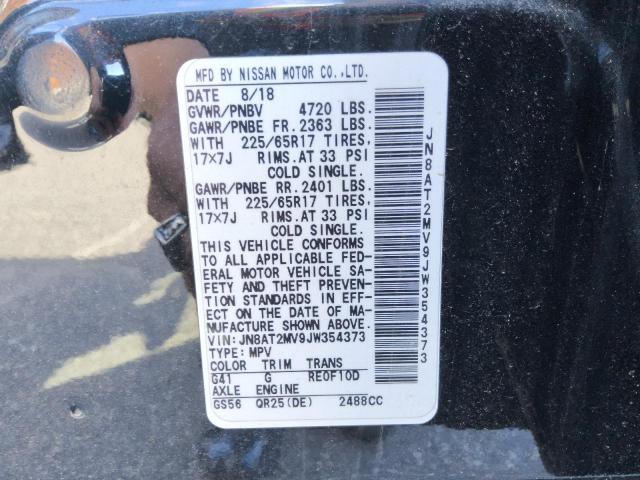 MFD BY NISSAN MOTOR CO.,LTD.
DATE 8/18
GVWR/PNBV 4720 LBS.
GAWR/PNBE FR.2363 LBS.
WITH 225/65R17 TIRES,
17×7J RIMS.AT 33 PSI
COLD SINGLE.
GAWR/PNBE RR.2401 LBS.
WITH 225/65R17 TIRES,
17×7J RIMS.AT 33 PSI
COLD SINGLE.
THIS VEHICLE CONFORMS
TO ALL APPLICABLE FED-
ERAL MOTOR VEHICLE SA-
FETY AND THEFT PREVEN-
TION STANDARDS IN EFF-
ECT ON THE DATE OF MA-
NUFACTURE SHOWN ABOVE.
VIN:JN8AT2MV9JW354373
TYPE:MPV
COLOR TRIM TRANS
G41 G RE0F10D
AXLE ENGINE
GS56 QR25(DE) 2488CC
JN8AT2MV9JW354373